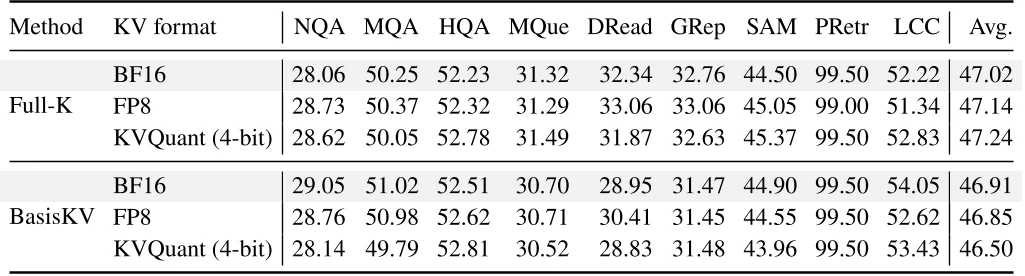 Method KV format NQA MQA HQA MQue DRead GRep SAM PRetr LCC Avg.
BF16 28.06 50.25 52.23 31.32 32.34 32.76 44.50 99.50 52.22 47.02
Full-K FP8 28.73 50.37 52.32 31.29 33.06 33.06 45.05 99.00 51.34 47.14
KVQuant (4-bit) 28.62 50.05 52.78 31.49 31.87 32.63 45.37 99.50 52.83 47.24
BF16 29.05 51.02 52.51 30.70 28.95 31.47 44.90 99.50 54.05 46.91
BasisKV FP8 28.76 50.98 52.62 30.71 30.41 31.45 44.55 99.50 52.62 46.85
KVQuant (4-bit) 28.14 49.79 52.81 30.52 28.83 31.48 43.96 99.50 53.43 46.50